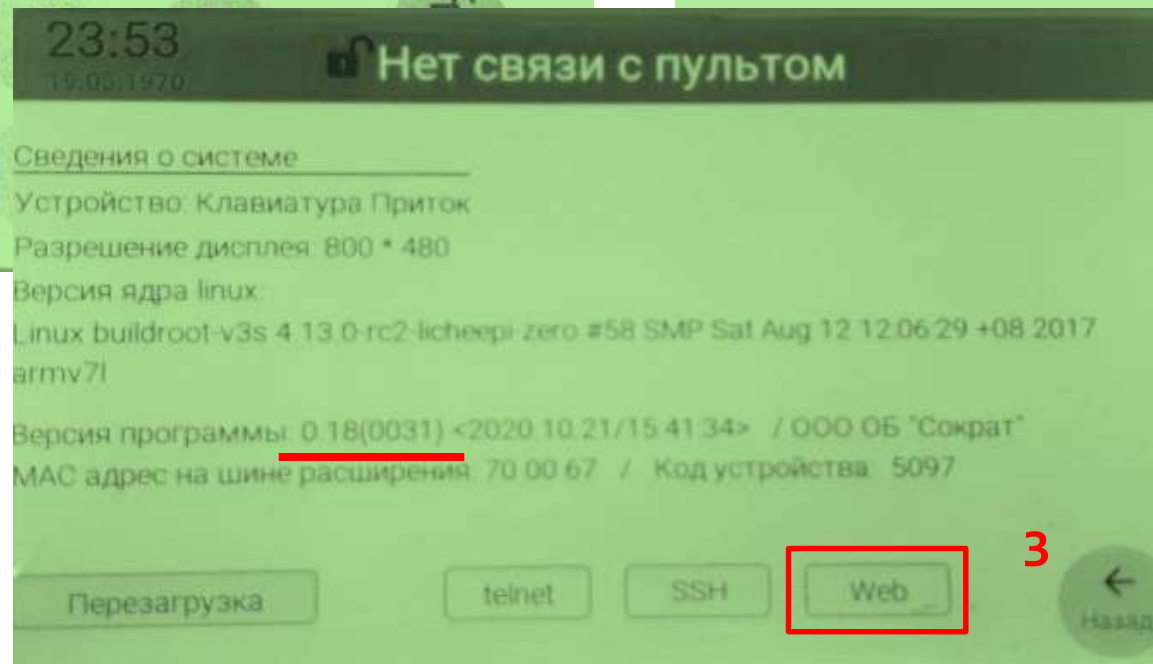 23:53
19.05.1970
Нет связи с пультом
Сведения о системе
Устройство: Клавиатура Приток
Разрешение дисплея: 800 * 480
Версия ядра linux:
Linux buildroot-v3s 4.13.0-rc2-licheepi-zero #58 SMP Sat Aug 12 12:06:29 +08 2017
armv7l
Версия программы: 0.18(0031) <2020.10.21/15:41:34> / ООО ОБ "Сократ"
МАС адрес на шине расширения: 70 00 67 / Код устройства: 5097
3
Перезагрузка
telnet
SSH
Web
Назад